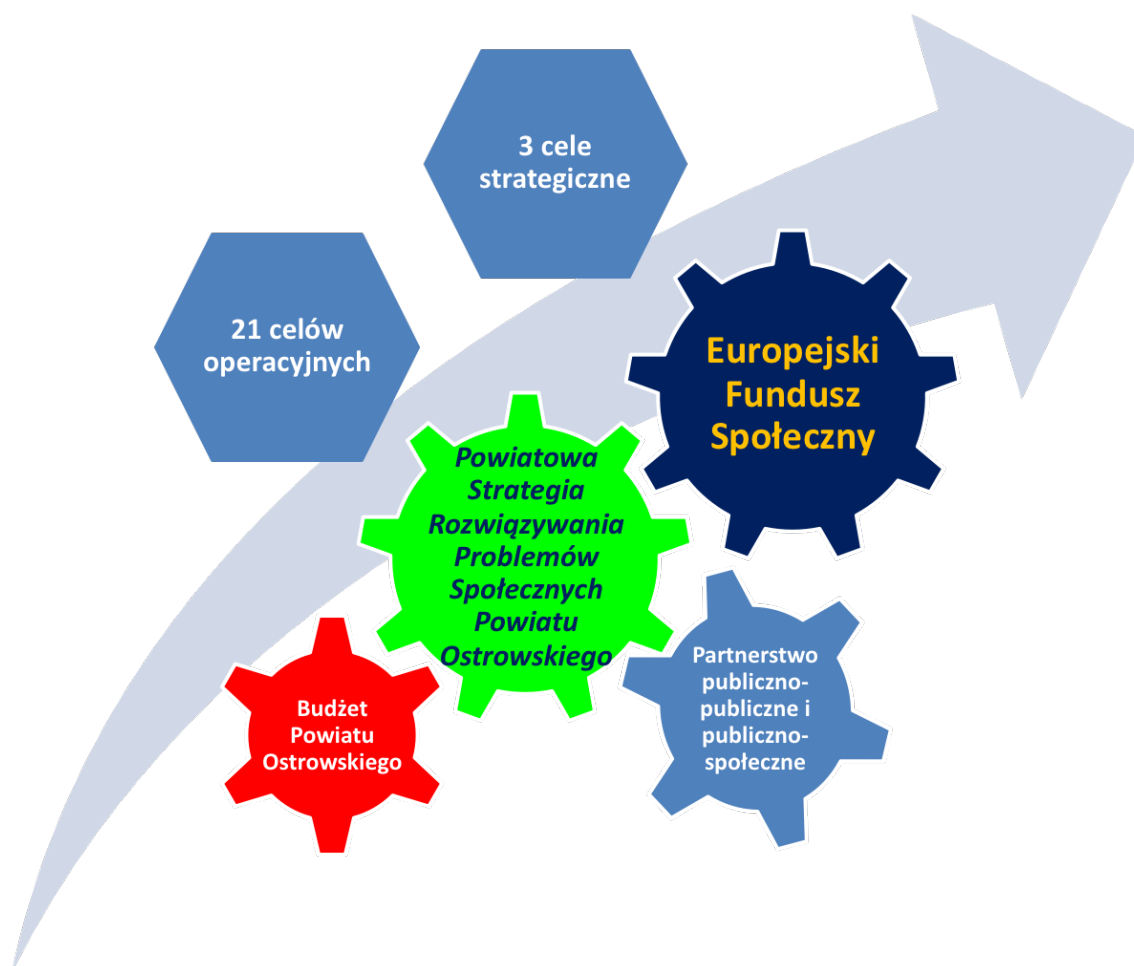 3 cele
strategiczne
21 celów
operacyjnych
Europejski
Fundusz
Społeczny
Powiatowa
Strategia
Rozwiązywania
Problemów
Społecznych
Powiatu
Ostrowskiego
Budżet
Powiatu
Ostrowskiego
Partnerstwo
publiczno-
publiczne i
publiczno-
społeczne